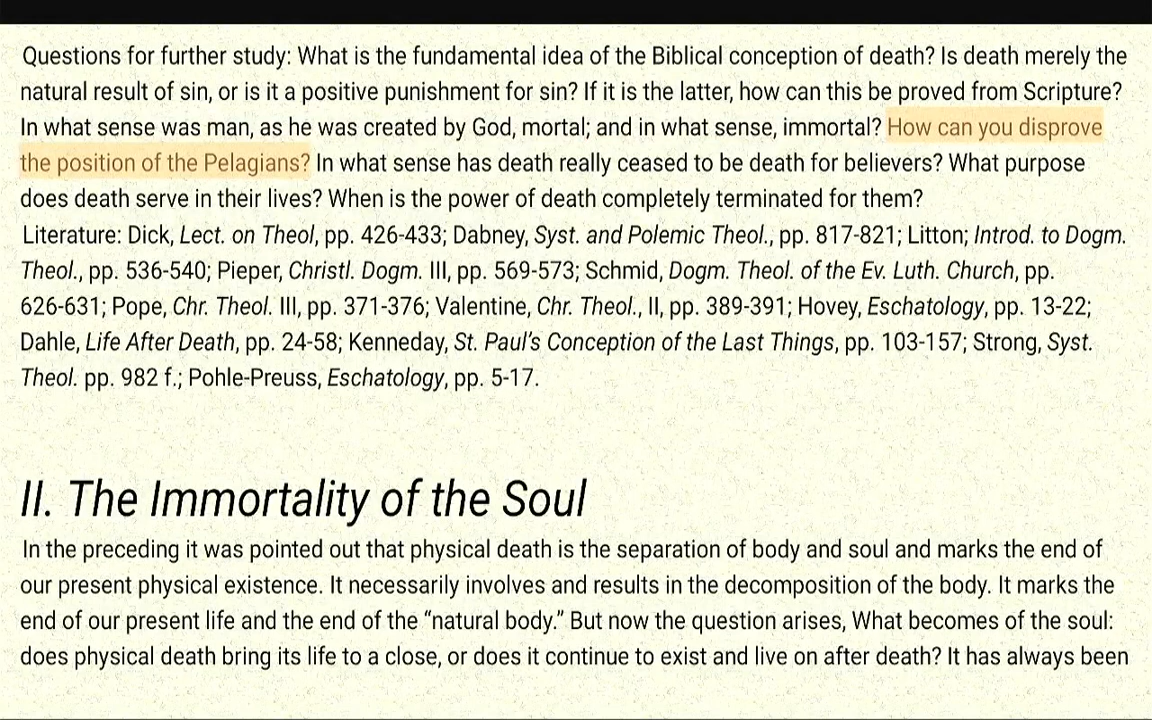 Questions for further study: What is the fundamental idea of the Biblical conception of death? Is death merely the
natural result of sin, or is it a positive punishment for sin? If it is the latter, how can this be proved from Scripture?
In what sense was man, as he was created by God, mortal; and in what sense, immortal? How can you disprove
the position of the Pelagians? In what sense has death really ceased to be death for believers? What purpose
does death serve in their lives? When is the power of death completely terminated for them?
Literature: Dick, Lect. on Theol, pp. 426-433; Dabney, Syst. and Polemic Theol., pp. 817-821; Litton; Introd. to Dogm.
Theol., pp. 536-540; Pieper, Christl. Dogm. III, pp. 569-573; Schmid, Dogm. Theol. of the Ev. Luth. Church, pp.
626-631; Pope, Chr. Theol. III, pp. 371-376; Valentine, Chr. Theol., II, pp. 389-391; Hovey, Eschatology, pp. 13-22;
Dahle, Life After Death, pp. 24-58; Kenneday, St. Paul’s Conception of the Last Things, pp. 103-157; Strong, Syst.
Theol. pp. 982 f.; Pohle-Preuss, Eschatology, pp. 5-17.
II. The Immortality of the Soul
In the preceding it was pointed out that physical death is the separation of body and soul and marks the end of
our present physical existence. It necessarily involves and results in the decomposition of the body. It marks the
end of our present life and the end of the “natural body.” But now the question arises, What becomes of the soul:
does physical death bring its life to a close, or does it continue to exist and live on after death? It has always been